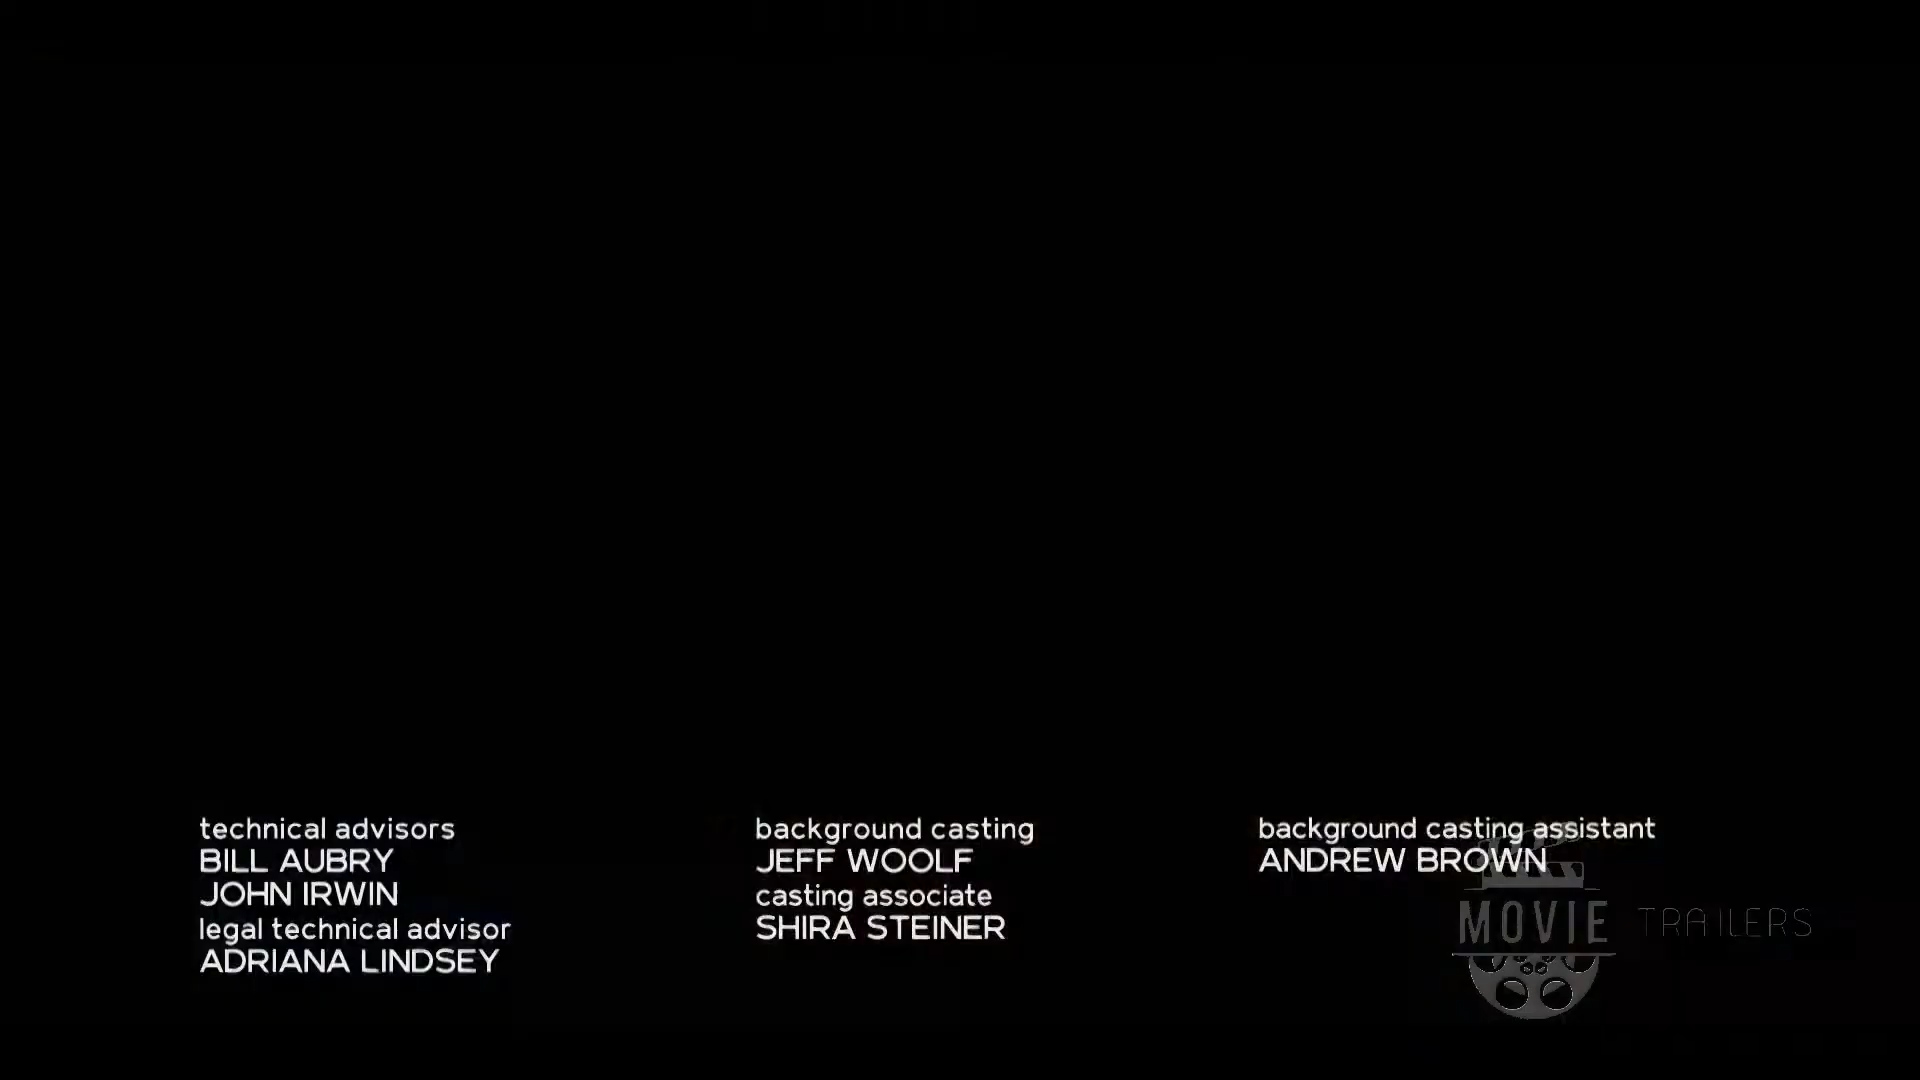 technical advisors
BILL AUBRY
JOHN IRWIN
legal technical advisor
ADRIANA LINDSEY
background casting
JEFF WOOLF
casting associate
SHIRA STEINER
background casting assistant
ANDREW BROWN
MOVIE TRAILERS